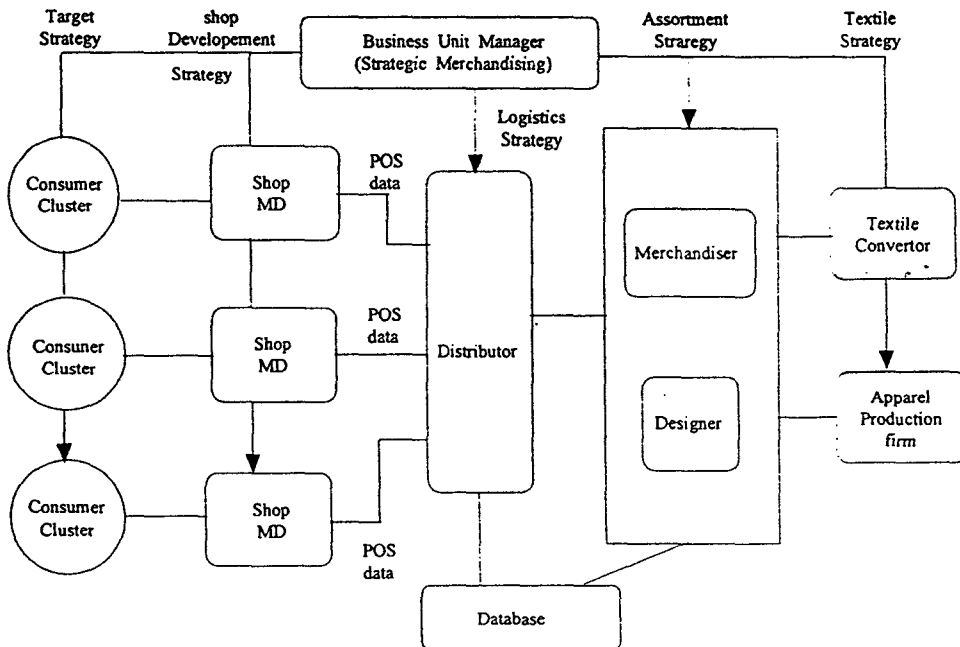 Target
Strategy
shop
Developement
Strategy
Business Unit Manager
(Strategic Merchandising)
Assortment
Straregy
Textile
Strategy
Logistics
Strategy
Consumer
Cluster
Shop
MD
POS
data
Merchandiser
Textile
Convertor
Consuner
Cluster
Shop
MD
POS
data
Distributor
Designer
Apparel
Production
firm
Consumer
Cluster
Shop
MD
POS
data
Database